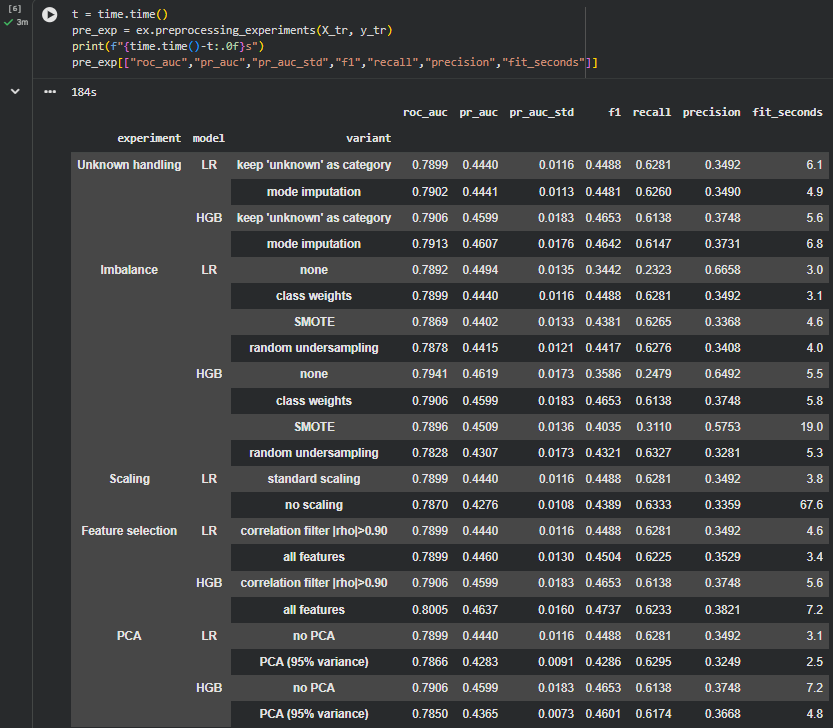 [6]
3m
t = time.time()
pre_exp = ex.preprocessing_experiments(X_tr, y_tr)
print(f"{time.time()-t:.0f}s")
pre_exp[["roc_auc","pr_auc","pr_auc_std","f1","recall","precision","fit_seconds"]]
184s
roc_auc pr_auc pr_auc_std f1 recall precision fit_seconds
experiment model variant
Unknown handling LR keep 'unknown' as category 0.7899 0.4440 0.0116 0.4488 0.6281 0.3492 6.1
mode imputation 0.7902 0.4441 0.0113 0.4481 0.6260 0.3490 4.9
HGB keep 'unknown' as category 0.7906 0.4599 0.0183 0.4653 0.6138 0.3748 5.6
mode imputation 0.7913 0.4607 0.0176 0.4642 0.6147 0.3731 6.8
Imbalance LR none 0.7892 0.4494 0.0135 0.3442 0.2323 0.6658 3.0
class weights 0.7899 0.4440 0.0116 0.4488 0.6281 0.3492 3.1
SMOTE 0.7869 0.4402 0.0133 0.4381 0.6265 0.3368 4.6
random undersampling 0.7878 0.4415 0.0121 0.4417 0.6276 0.3408 4.0
HGB none 0.7941 0.4619 0.0173 0.3586 0.2479 0.6492 5.5
class weights 0.7906 0.4599 0.0183 0.4653 0.6138 0.3748 5.8
SMOTE 0.7896 0.4509 0.0136 0.4035 0.3110 0.5753 19.0
random undersampling 0.7828 0.4307 0.0173 0.4321 0.6327 0.3281 5.3
Scaling LR standard scaling 0.7899 0.4440 0.0116 0.4488 0.6281 0.3492 3.8
no scaling 0.7870 0.4276 0.0108 0.4389 0.6333 0.3359 67.6
Feature selection LR correlation filter |rho|>0.90 0.7899 0.4440 0.0116 0.4488 0.6281 0.3492 4.6
all features 0.7899 0.4460 0.0130 0.4504 0.6225 0.3529 3.4
HGB correlation filter |rho|>0.90 0.7906 0.4599 0.0183 0.4653 0.6138 0.3748 5.6
all features 0.8005 0.4637 0.0160 0.4737 0.6233 0.3821 7.2
PCA LR no PCA 0.7899 0.4440 0.0116 0.4488 0.6281 0.3492 3.1
PCA (95% variance) 0.7866 0.4283 0.0091 0.4286 0.6295 0.3249 2.5
HGB no PCA 0.7906 0.4599 0.0183 0.4653 0.6138 0.3748 7.2
PCA (95% variance) 0.7850 0.4365 0.0073 0.4601 0.6174 0.3668 4.8